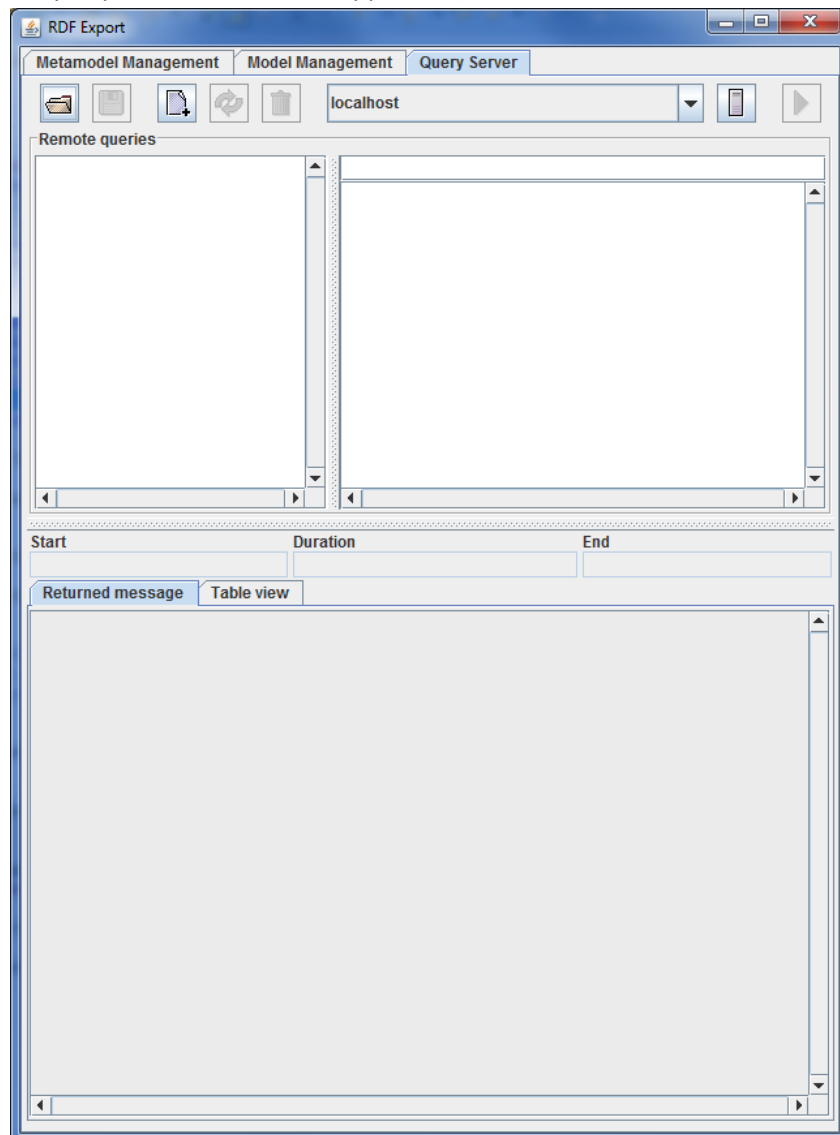 RDF Export
Metamodel Management Model Management Query Server
localhost
Remote queries
Start Duration End
Returned message Table view